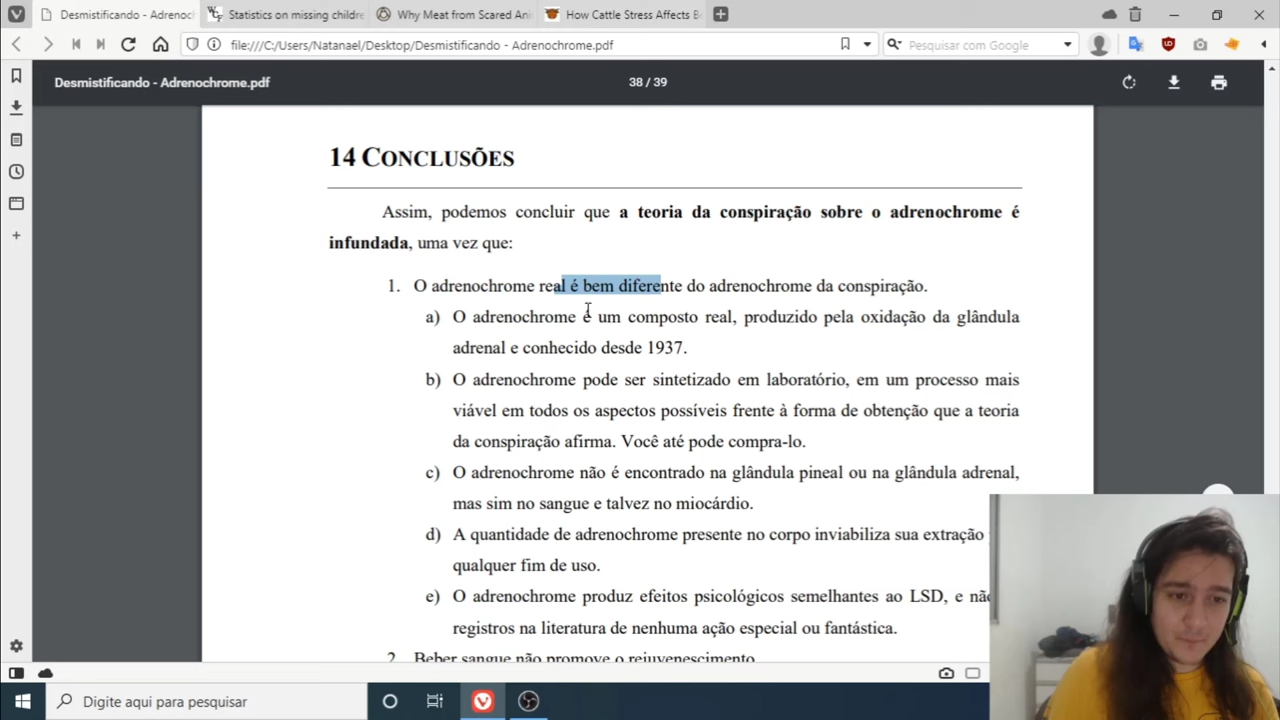 Desmistificando - Adrenoch
Statistics on missing childre
Why Meat from Scared Ani
How Cattle Stress Affects B
file:///C:/Users/Natanael/Desktop/Desmistificando - Adrenochrome.pdf
Pesquisar com Google
Desmistificando - Adrenochrome.pdf
38 / 39
14 CONCLUSÕES
Assim, podemos concluir que a teoria da conspiração sobre o adrenochrome é
infundada, uma vez que:
1. O adrenochrome real é bem diferente do adrenochrome da conspiração.
a) O adrenochrome é um composto real, produzido pela oxidação da glândula
adrenal e conhecido desde 1937.
b) O adrenochrome pode ser sintetizado em laboratório, em um processo mais
viável em todos os aspectos possíveis frente à forma de obtenção que a teoria
da conspiração afirma. Você até pode compra-lo.
c) O adrenochrome não é encontrado na glândula pineal ou na glândula adrenal,
mas sim no sangue e talvez no miocárdio.
d) A quantidade de adrenochrome presente no corpo inviabiliza sua extração
qualquer fim de uso.
e) O adrenochrome produz efeitos psicológicos semelhantes ao LSD, e não
registros na literatura de nenhuma ação especial ou fantástica.
2. Beber sangue não promove o rejuvenescimento
Digite aqui para pesquisar